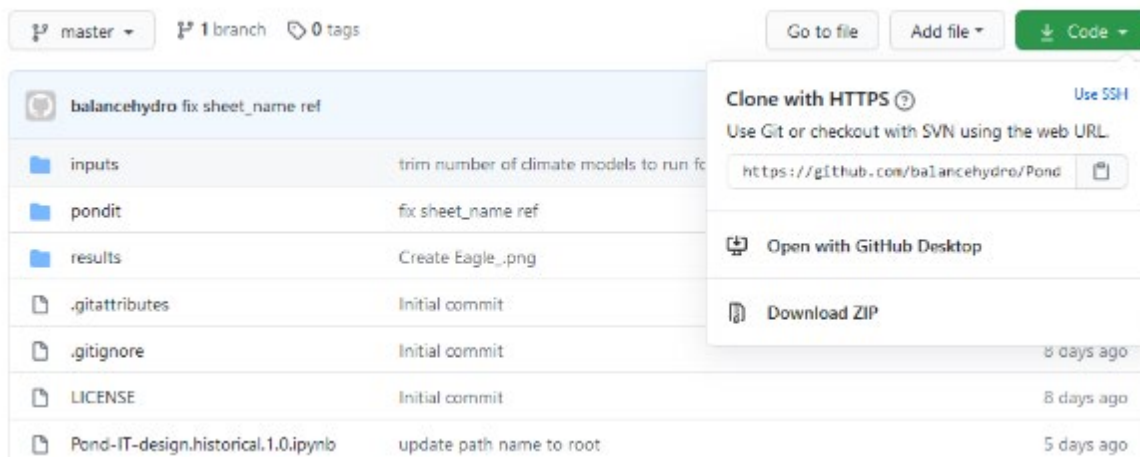 master
1 branch
0 tags
Go to file
Add file
Code
balancehydro fix sheet_name ref
Clone with HTTPS
Use SSH
Use Git or checkout with SVN using the web URL.
https://github.com/balancehydro/Pond
Open with GitHub Desktop
Download ZIP
inputs trim number of climate models to run fo
pondit fix sheet_name ref
results Create Eagle_.png
.gitattributes Initial commit
.gitignore Initial commit 8 days ago
LICENSE Initial commit 8 days ago
Pond-IT-design.historical.1.0.ipynb update path name to root 5 days ago